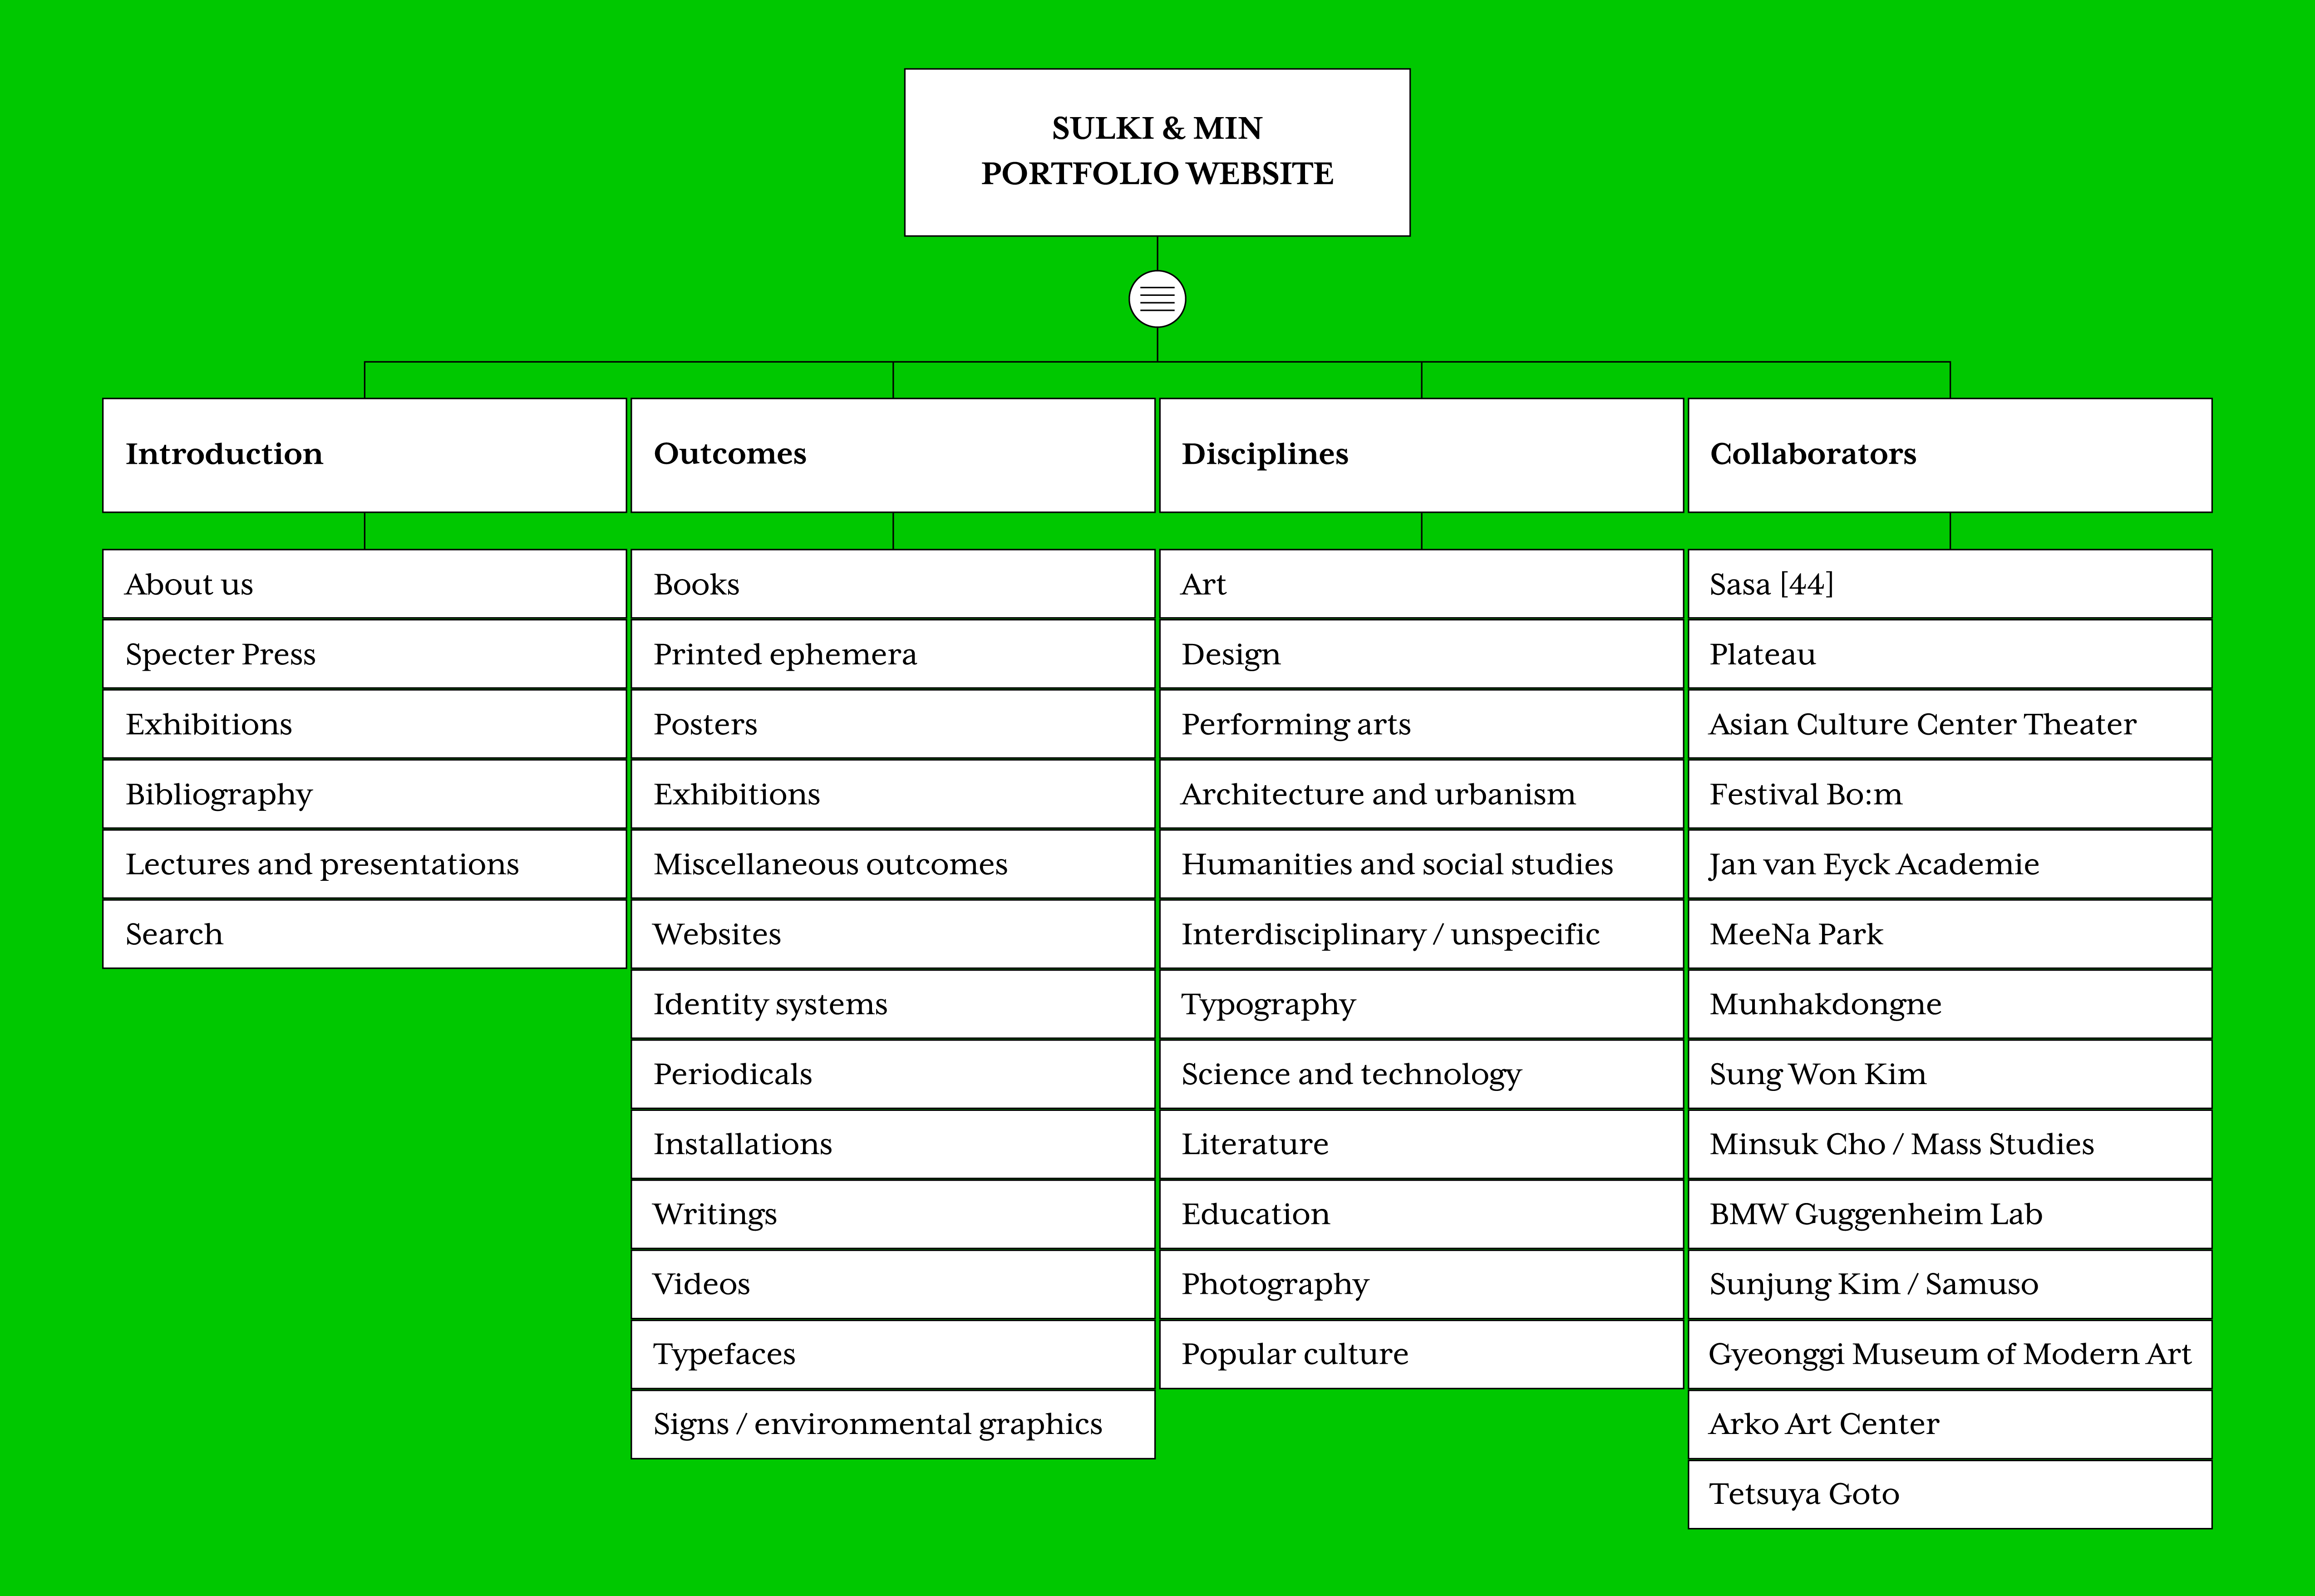 SULKI & MIN
PORTFOLIO WEBSITE
Introduction
About us
Specter Press
Exhibitions
Bibliography
Lectures and presentations
Search
Outcomes
Books
Printed ephemera
Posters
Exhibitions
Miscellaneous outcomes
Websites
Identity systems
Periodicals
Installations
Writings
Videos
Typefaces
Signs / environmental graphics
Disciplines
Art
Design
Performing arts
Architecture and urbanism
Humanities and social studies
Interdisciplinary / unspecific
Typography
Science and technology
Literature
Education
Photography
Popular culture
Collaborators
Sasa [44]
Plateau
Asian Culture Center Theater
Festival Bo:m
Jan van Eyck Academie
MeeNa Park
Munhakdongne
Sung Won Kim
Minsuk Cho / Mass Studies
BMW Guggenheim Lab
Sunjung Kim / Samuso
Gyeonggi Museum of Modern Art
Arko Art Center
Tetsuya Goto